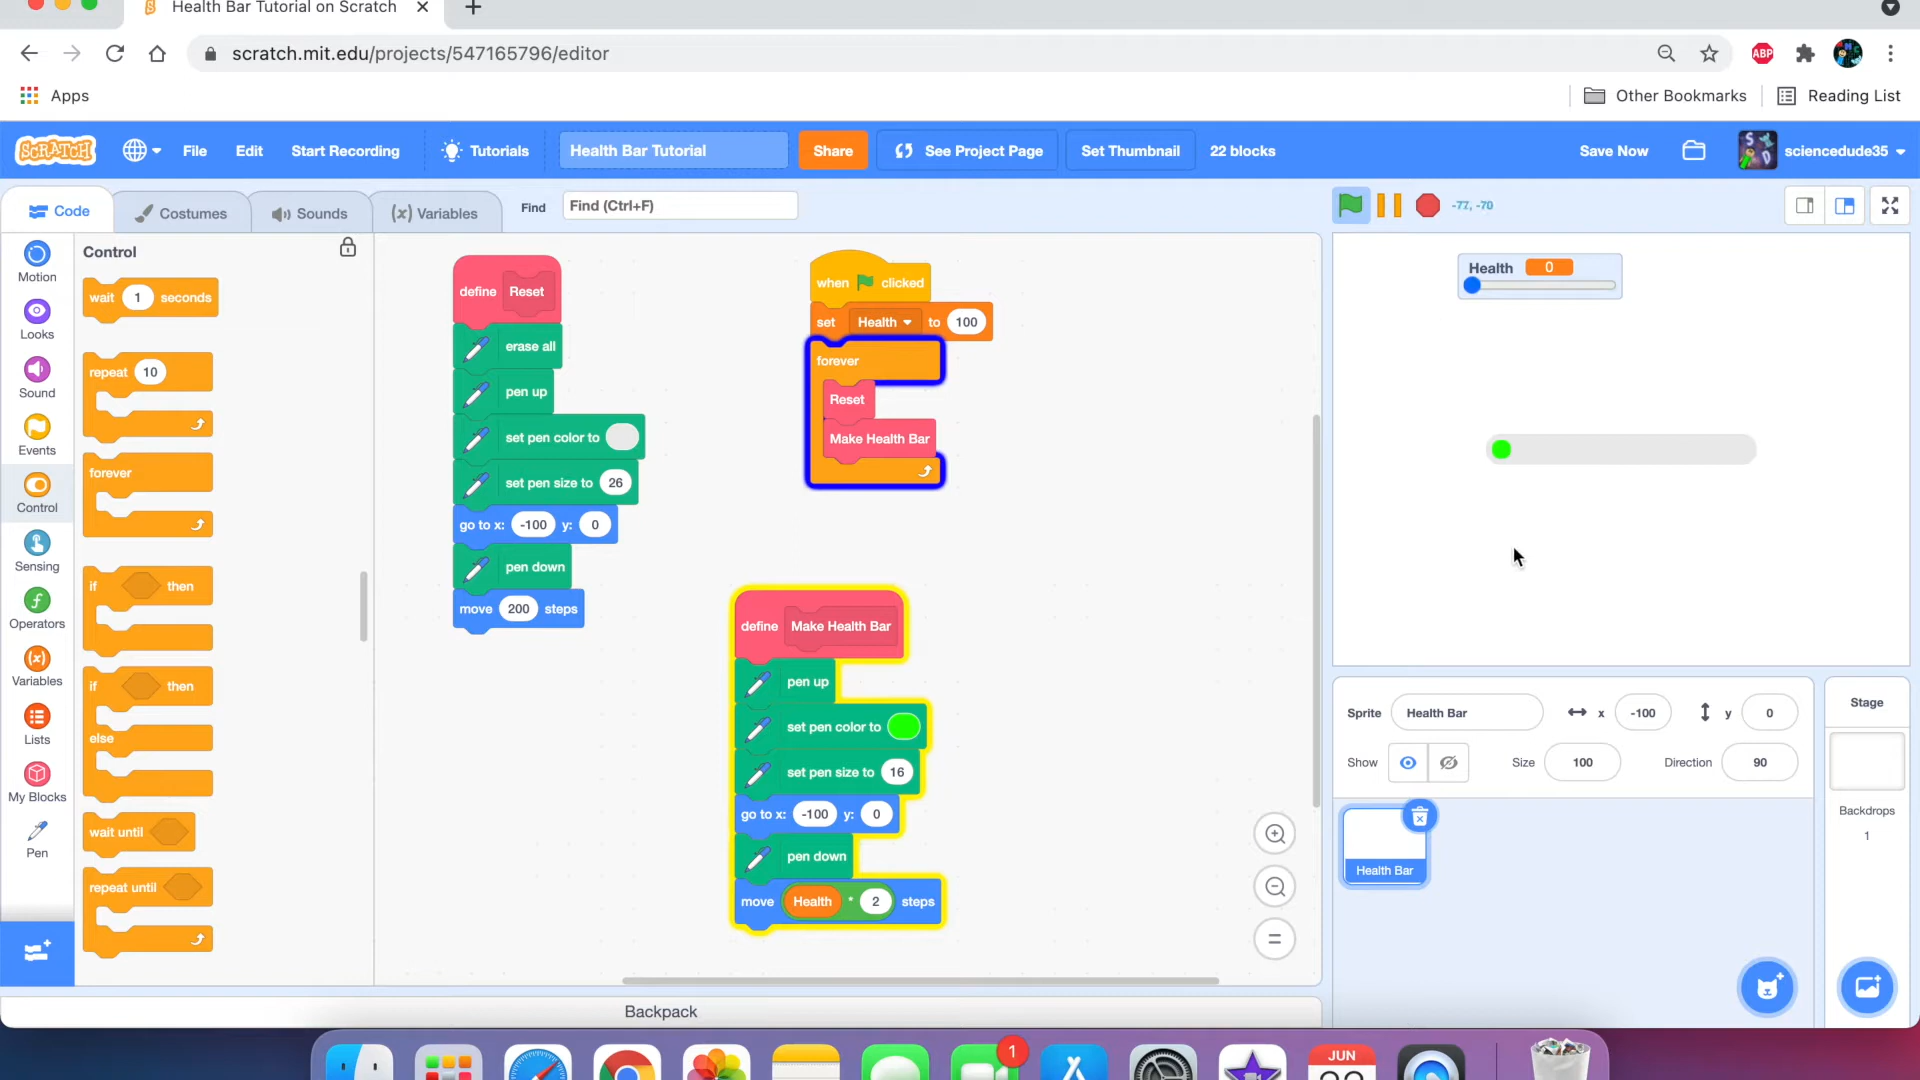 Health Bar Tutorial on Scratch
scratch.mit.edu/projects/547165796/editor
ABP
Apps
Other Bookmarks
Reading List
SCRATCH
File
Edit
Start Recording
Tutorials
Health Bar Tutorial
Share
See Project Page
Set Thumbnail
22 blocks
Save Now
sciencedude35
Code
Costumes
Sounds
(x) Variables
Find
Find (Ctrl+F)
-77, -70
Motion
Looks
Sound
Events
Control
Sensing
Operators
Variables
Lists
My Blocks
Pen
Control
wait 1 seconds
repeat 10
forever
if then
if then
else
wait until
repeat until
define Reset
erase all
pen up
set pen color to
set pen size to 26
go to x: -100 y: 0
pen down
move 200 steps
when clicked
set Health to 100
forever
Reset
Make Health Bar
define Make Health Bar
pen up
set pen color to
set pen size to 16
go to x: -100 y: 0
pen down
move Health * 2 steps
Health 0
Sprite Health Bar x -100 y 0
Show Size 100 Direction 90
Health Bar
Stage
Backdrops
1
Backpack
1
JUN